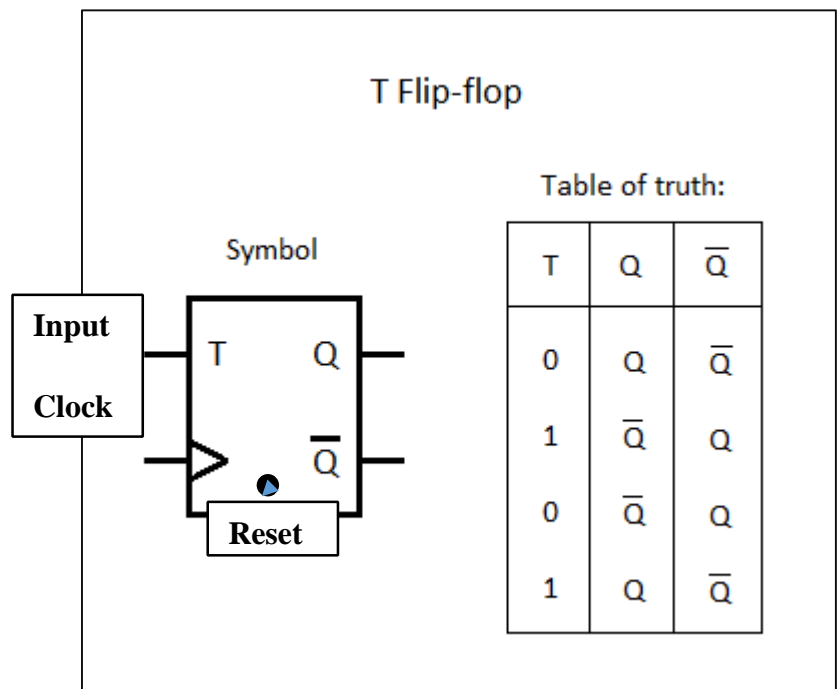 T Flip-flop
Table of truth:
Symbol
Input
Clock
T Q
Q̅
Reset
T Q Q̅
0 Q Q̅
1 Q̅ Q
0 Q̅ Q
1 Q Q̅